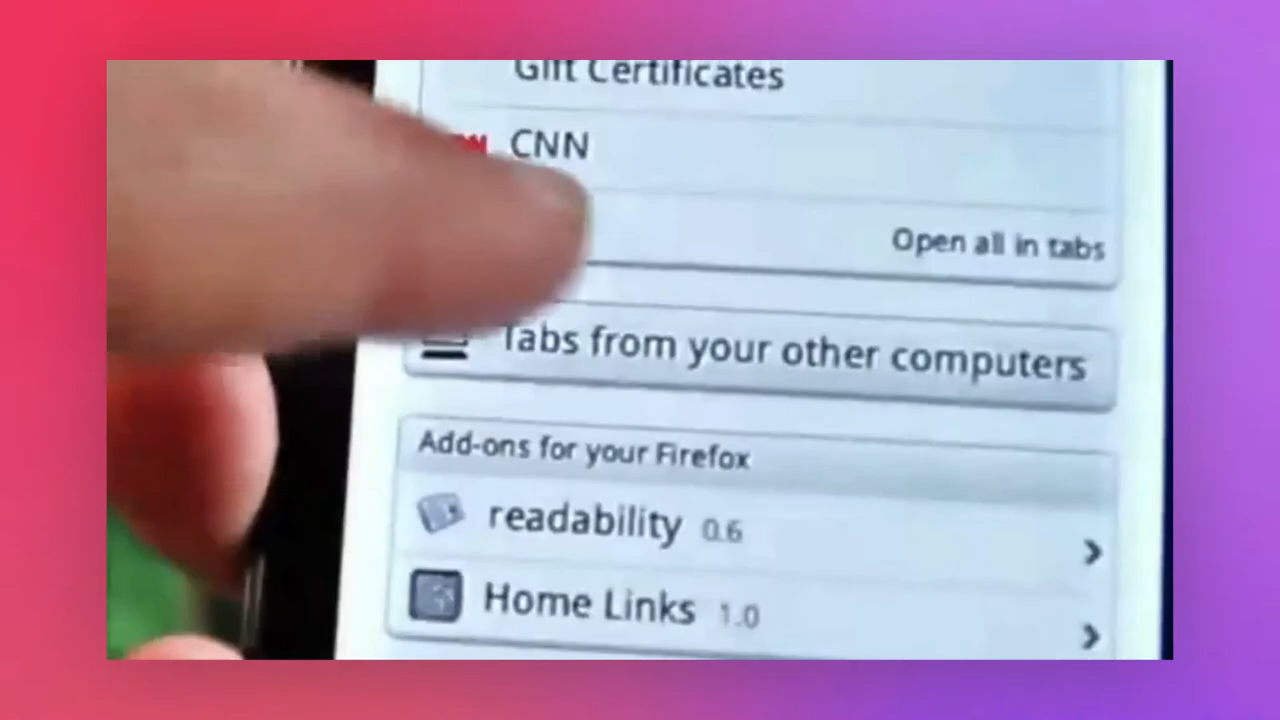 Gift Certificates
CNN
Open all in tabs
Tabs from your other computers
Add-ons for your Firefox
readability 0.6
Home Links 1.0